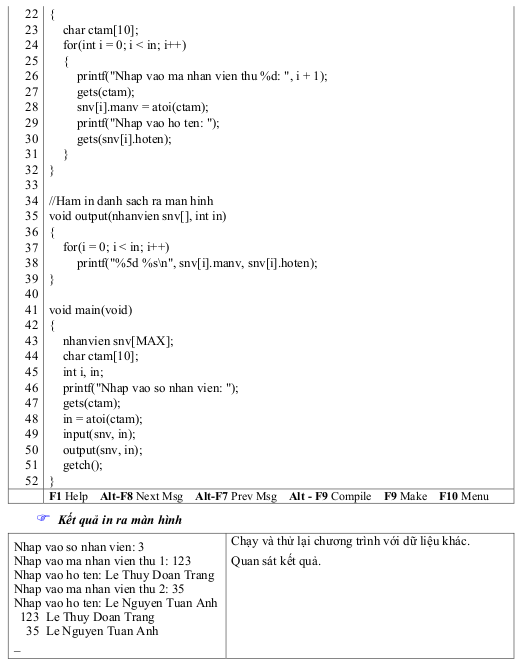 22 {
23 char ctam[10];
24 for(int i = 0; i < in; i++)
25 {
26 printf("Nhap vao ma nhan vien thu %d: ", i + 1);
27 gets(ctam);
28 snv[i].manv = atoi(ctam);
29 printf("Nhap vao ho ten: ");
30 gets(snv[i].hoten);
31 }
32 }
33
34 //Ham in danh sach ra man hinh
35 void output(nhanvien snv[], int in)
36 {
37 for(i = 0; i < in; i++)
38 printf("%5d %s\n", snv[i].manv, snv[i].hoten);
39 }
40
41 void main(void)
42 {
43 nhanvien snv[MAX];
44 char ctam[10];
45 int i, in;
46 printf("Nhap vao so nhan vien: ");
47 gets(ctam);
48 in = atoi(ctam);
49 input(snv, in);
50 output(snv, in);
51 getch();
52 }
F1 Help Alt-F8 Next Msg Alt-F7 Prev Msg Alt - F9 Compile F9 Make F10 Menu
☞ Kết quả in ra màn hình
Nhap vao so nhan vien: 3
Nhap vao ma nhan vien thu 1: 123
Nhap vao ho ten: Le Thuy Doan Trang
Nhap vao ma nhan vien thu 2: 35
Nhap vao ho ten: Le Nguyen Tuan Anh
123 Le Thuy Doan Trang
35 Le Nguyen Tuan Anh
_
Chạy và thử lại chương trình với dữ liệu khác.
Quan sát kết quả.